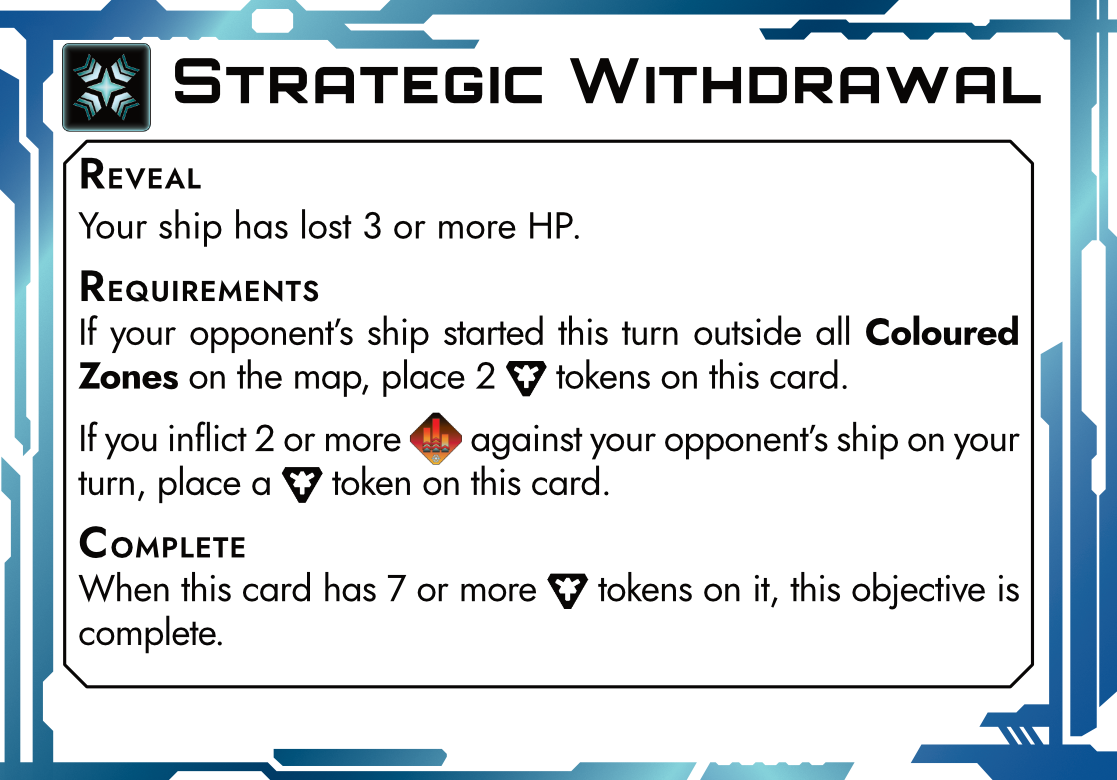 STRATEGIC WITHDRAWAL
REVEAL
Your ship has lost 3 or more HP.
REQUIREMENTS
If your opponent's ship started this turn outside all Coloured
Zones on the map, place 2 tokens on this card.
If you inflict 2 or more against your opponent's ship on your
turn, place a token on this card.
COMPLETE
When this card has 7 or more tokens on it, this objective is
complete.